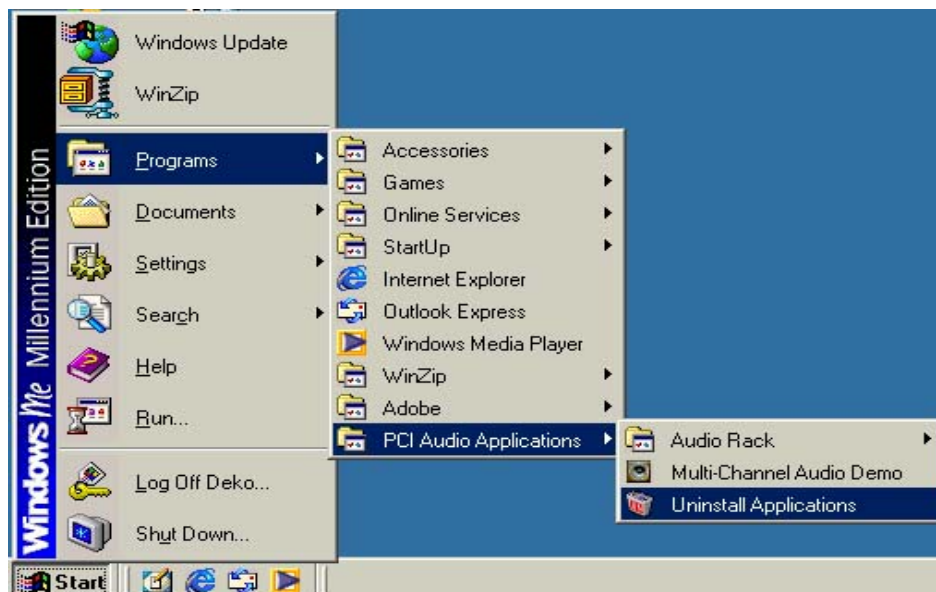 Windows Me Millennium Edition
Windows Update
WinZip
Programs
Documents
Settings
Search
Help
Run...
Log Off Deko...
Shut Down...
Accessories
Games
Online Services
StartUp
Internet Explorer
Outlook Express
Windows Media Player
WinZip
Adobe
PCI Audio Applications
Audio Rack
Multi-Channel Audio Demo
Uninstall Applications
Start